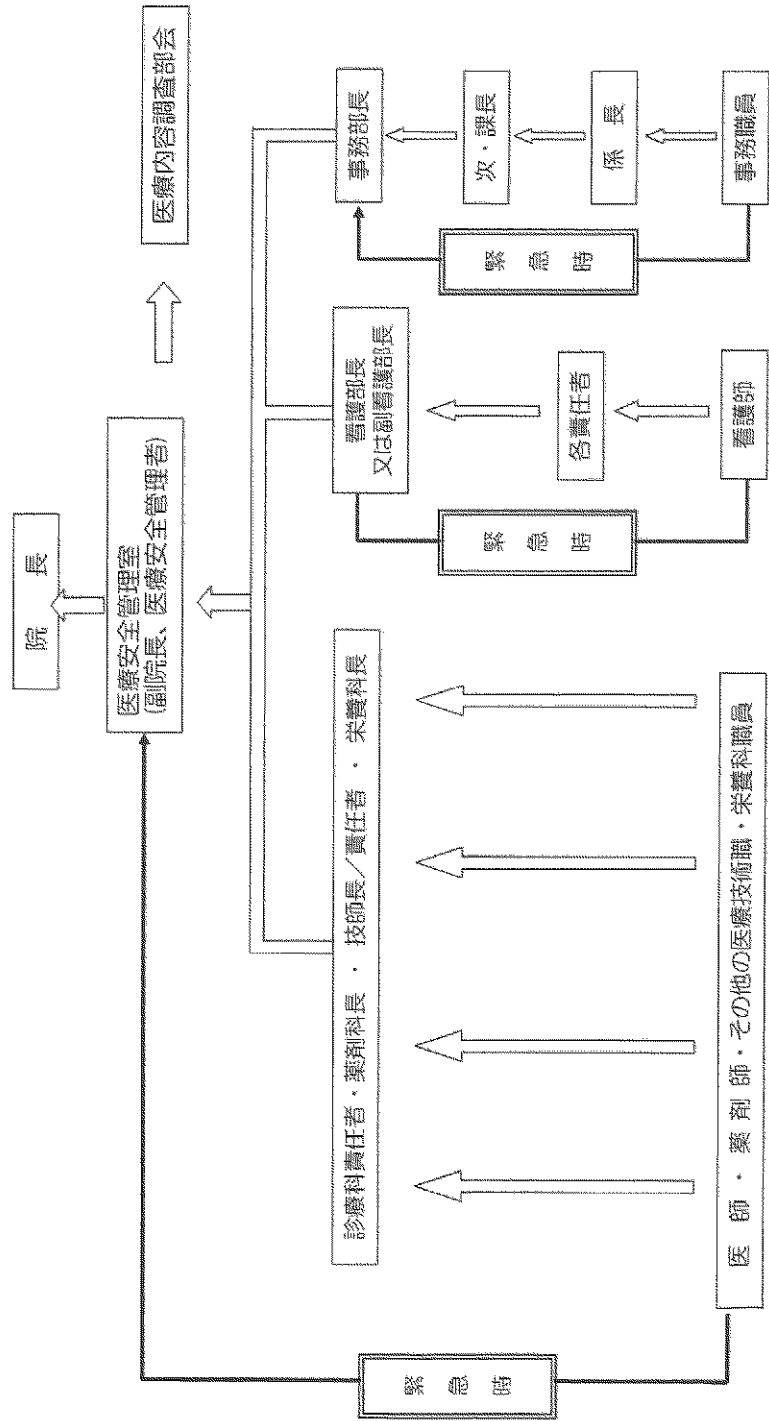 院　長
医療安全管理室
(副院長、医療安全管理者)
医療内容調査部会
診療科責任者・薬剤科長 ・ 技師長／責任者 ・ 栄養科長
看護部長
又は副看護部長
事務部長
次・課長
各責任者
係　長
緊　急　時
緊　急　時
緊　急　時
医　師　・　薬　剤　師・その他の医療技術職・栄養科職員
看護師
事務職員